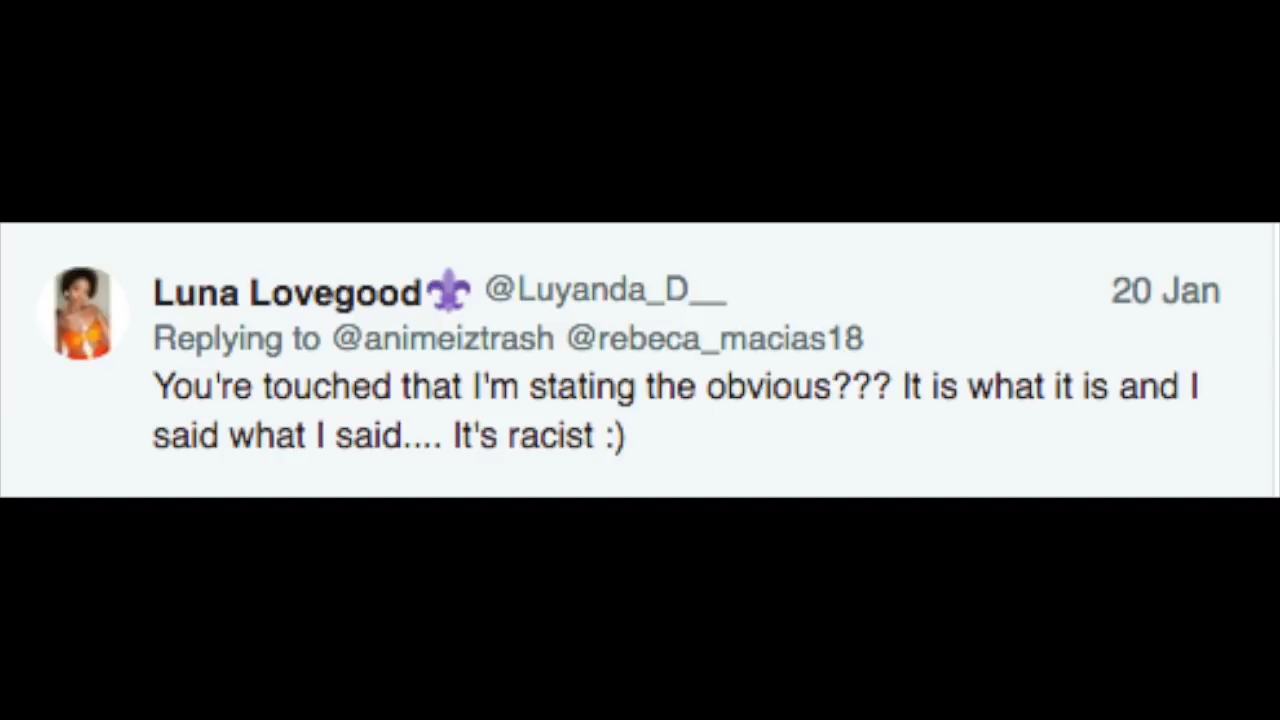 Luna Lovegood⚜ @Luyanda_D__ 20 Jan
Replying to @animeiztrash @rebeca_macias18
You're touched that I'm stating the obvious??? It is what it is and I
said what I said.... It's racist :)